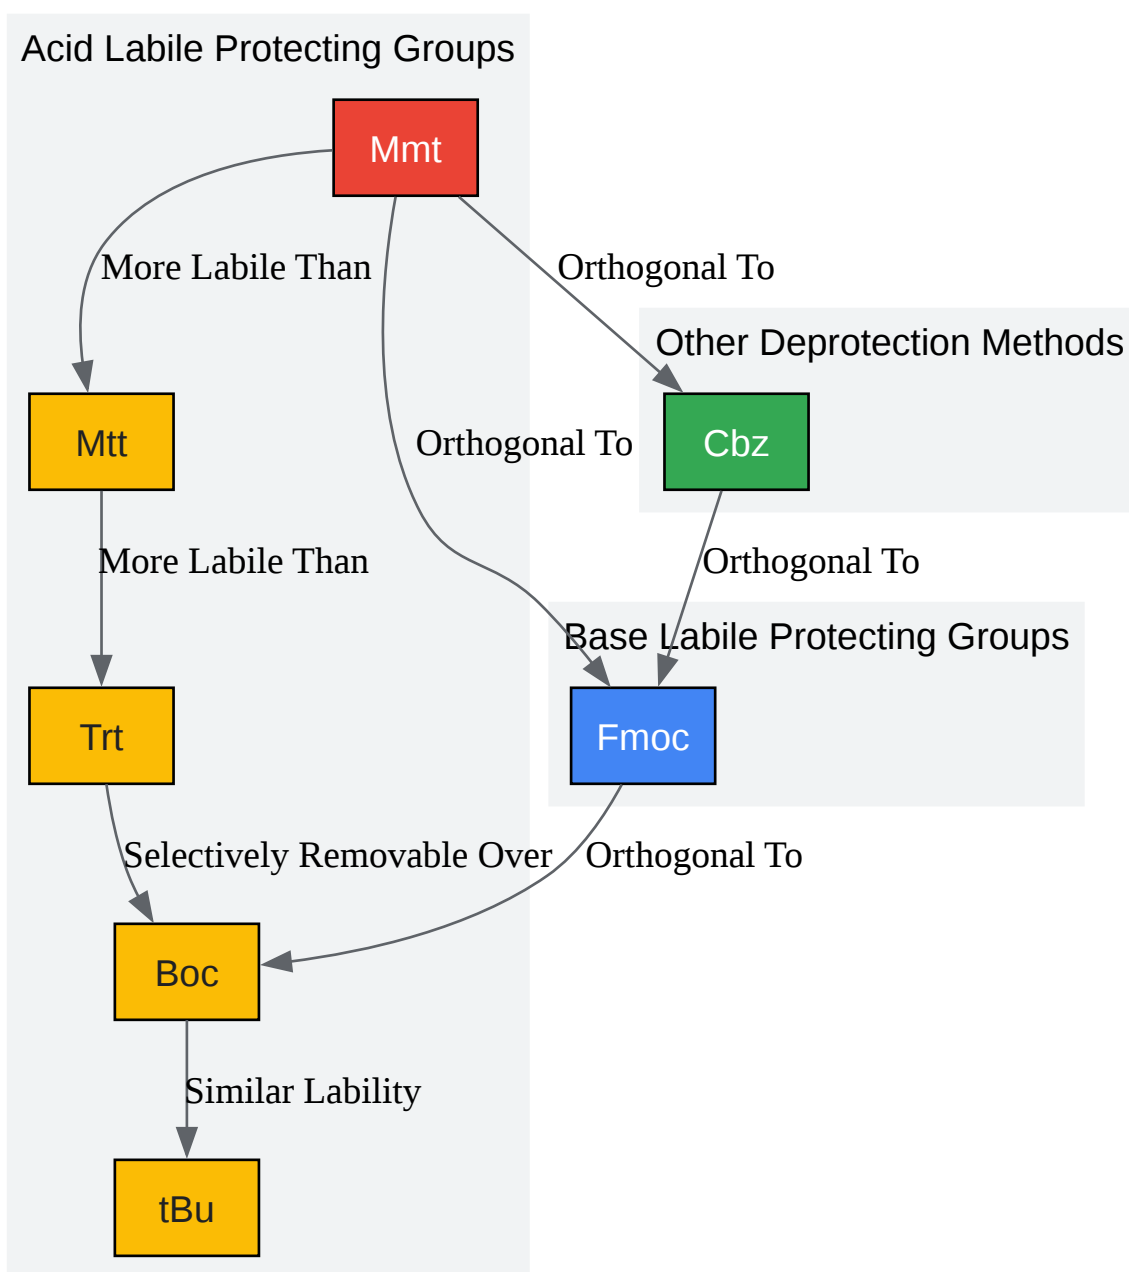 Acid Labile Protecting Groups
Mmt
More Labile Than
Orthogonal To
Other Deprotection Methods
Mtt
Orthogonal To
Cbz
More Labile Than
Orthogonal To
Base Labile Protecting Groups
Trt
Fmoc
Selectively Removable Over
Orthogonal To
Boc
Similar Lability
tBu